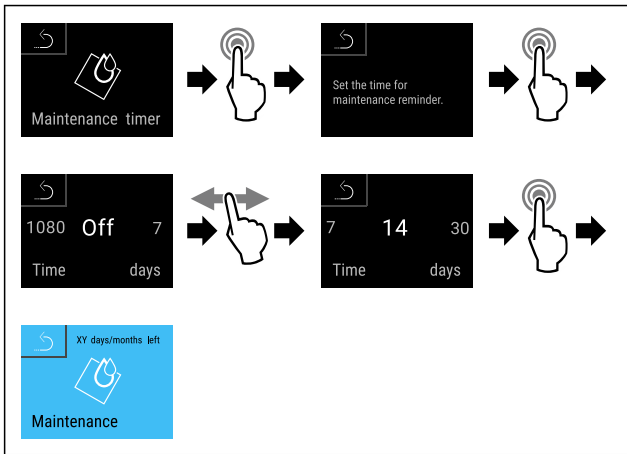 Maintenance timer
Set the time for
maintenance reminder.
1080 Off 7
Time days
7 14 30
Time days
XY days/months left
Maintenance